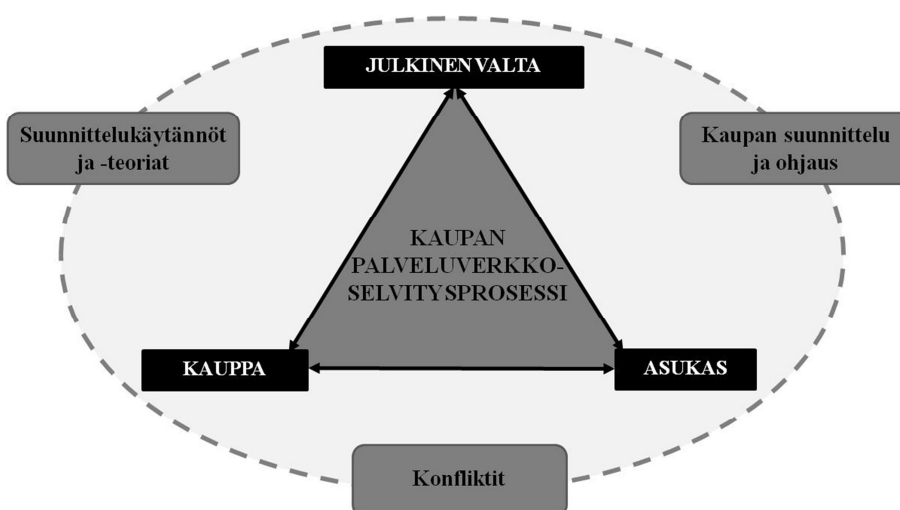 JULKINEN VALTA
Suunnittelukäytännöt
ja -teoriat
Kaupan suunnittelu
ja ohjaus
KAUPAN
PALVELUVERKKO-
SELVITYSPROSESSI
KAUPPA
ASUKAS
Konfliktit